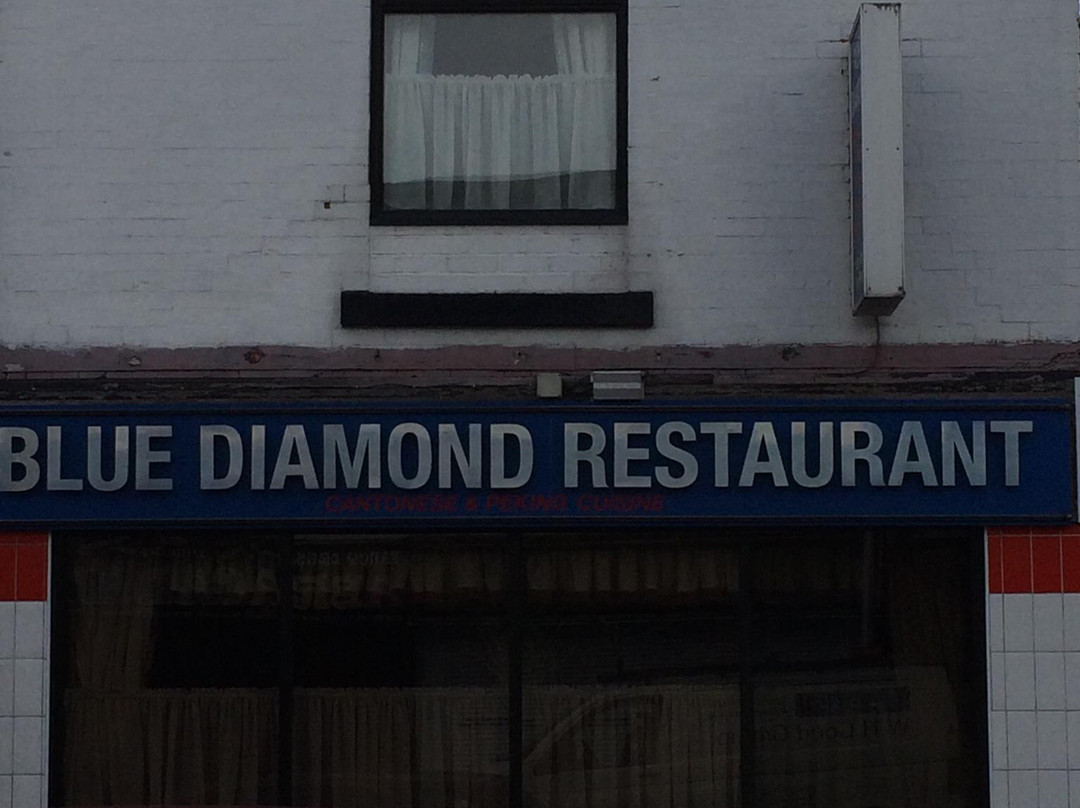 BLUE DIAMOND RESTAURANT
CANTONESE & PEKING CUISINE